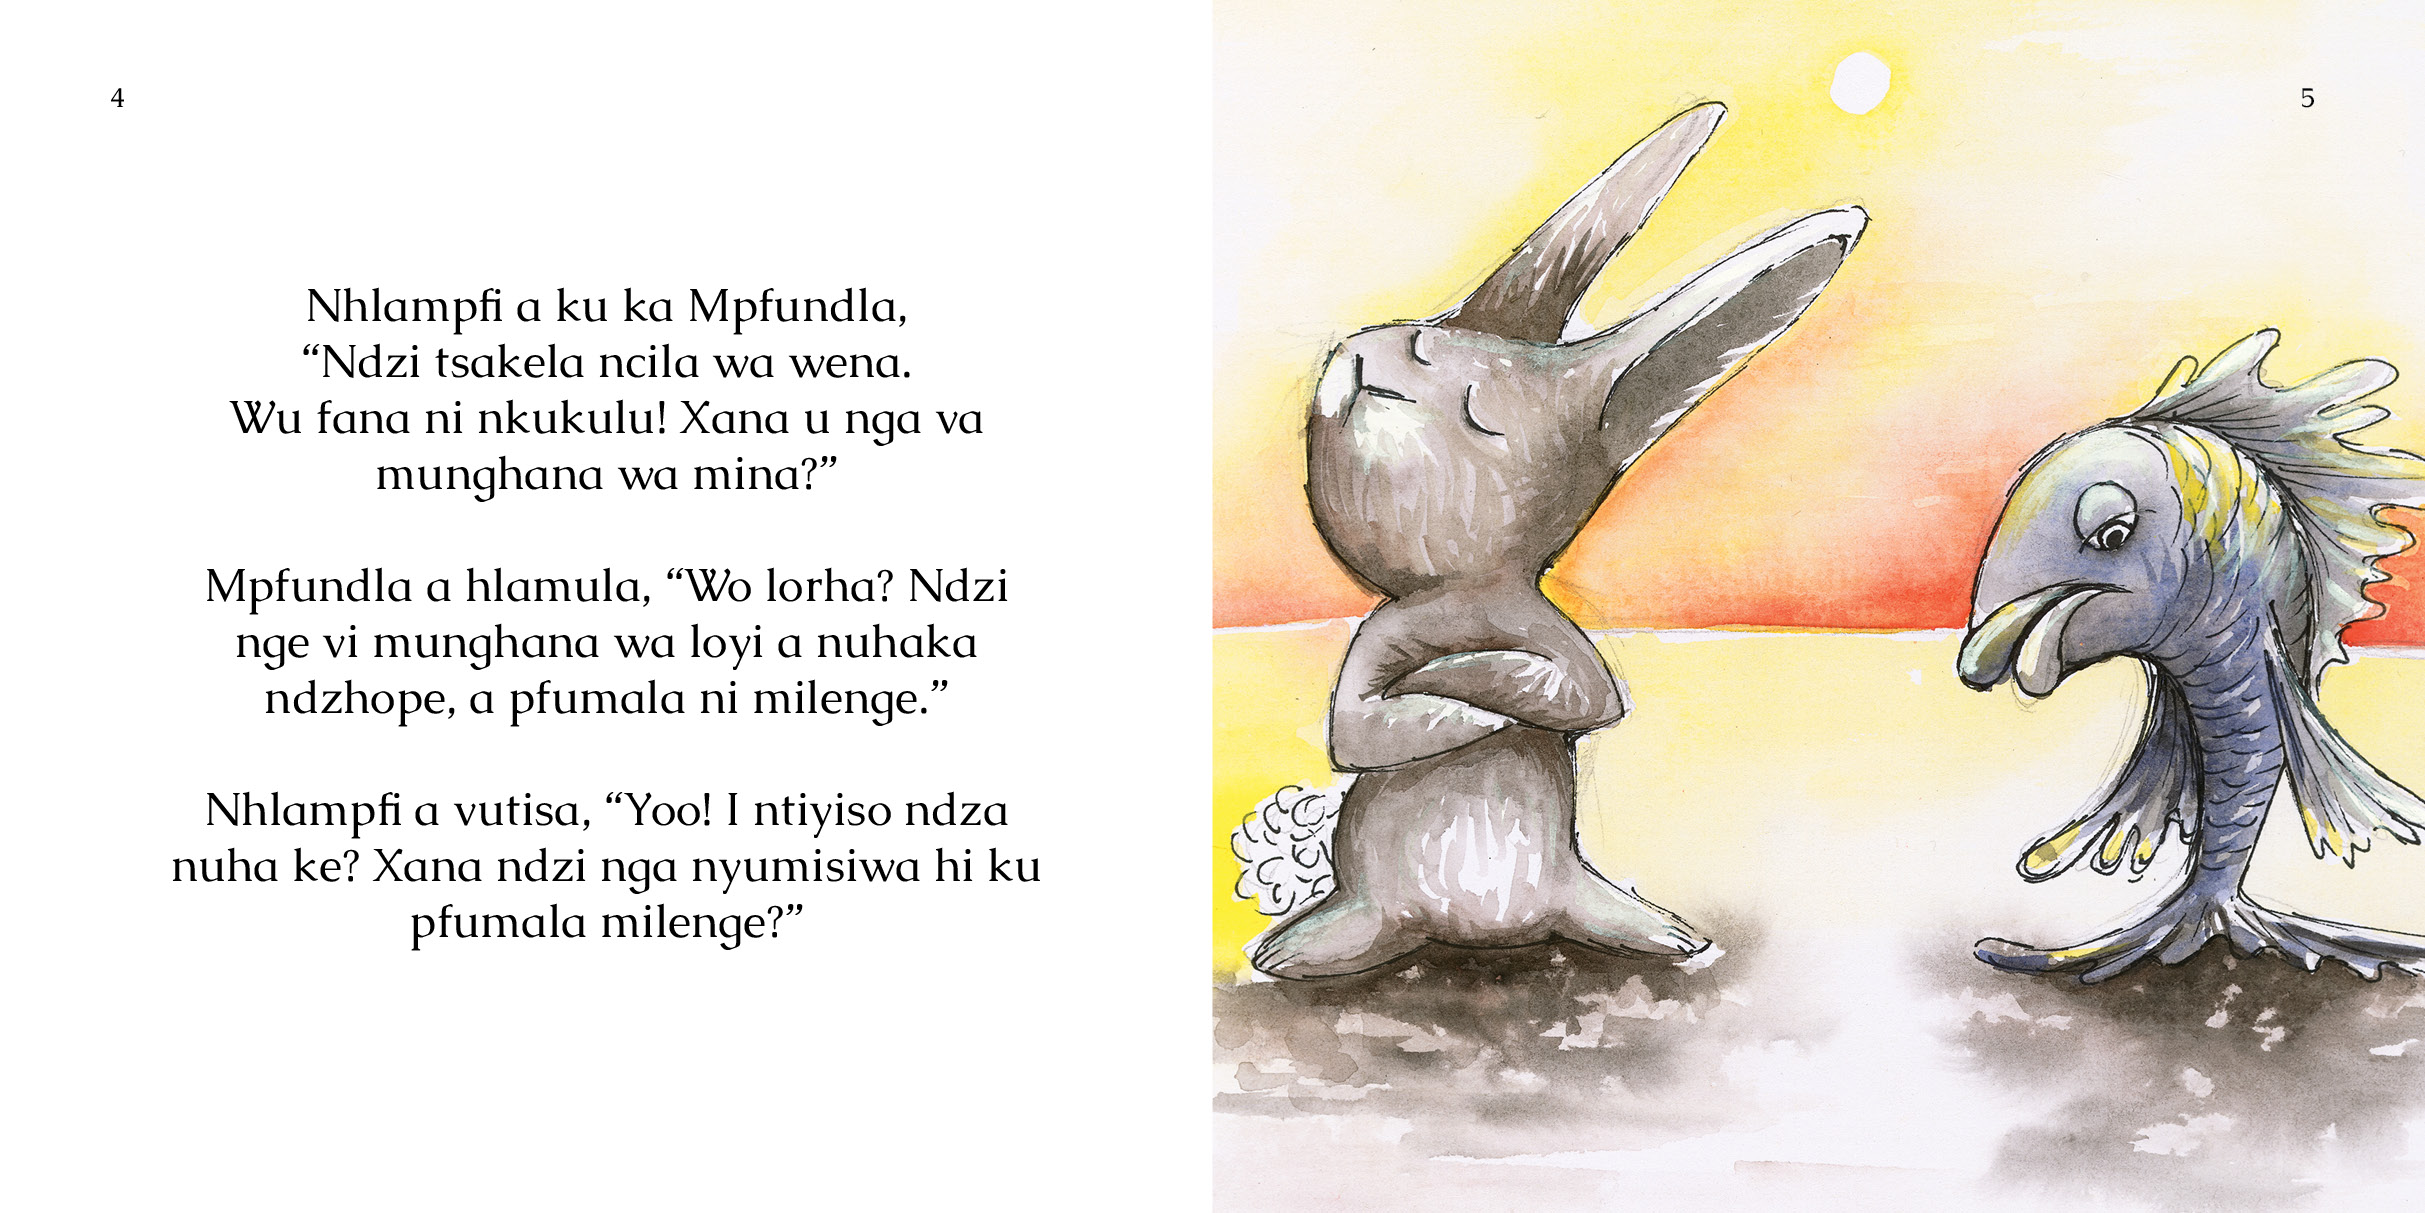 4
Nhlampfi a ku ka Mpfundla,
“Ndzi tsakela ncila wa wena.
Wu fana ni nkukulu! Xana u nga va
munghana wa mina?”
Mpfundla a hlamula, “Wo lorha? Ndzi
nge vi munghana wa loyi a nuhaka
ndzhope, a pfumala ni milenge.”
Nhlampfi a vutisa, “Yoo! I ntiyiso ndza
nuha ke? Xana ndzi nga nyumisiwa hi ku
pfumala milenge?”
5